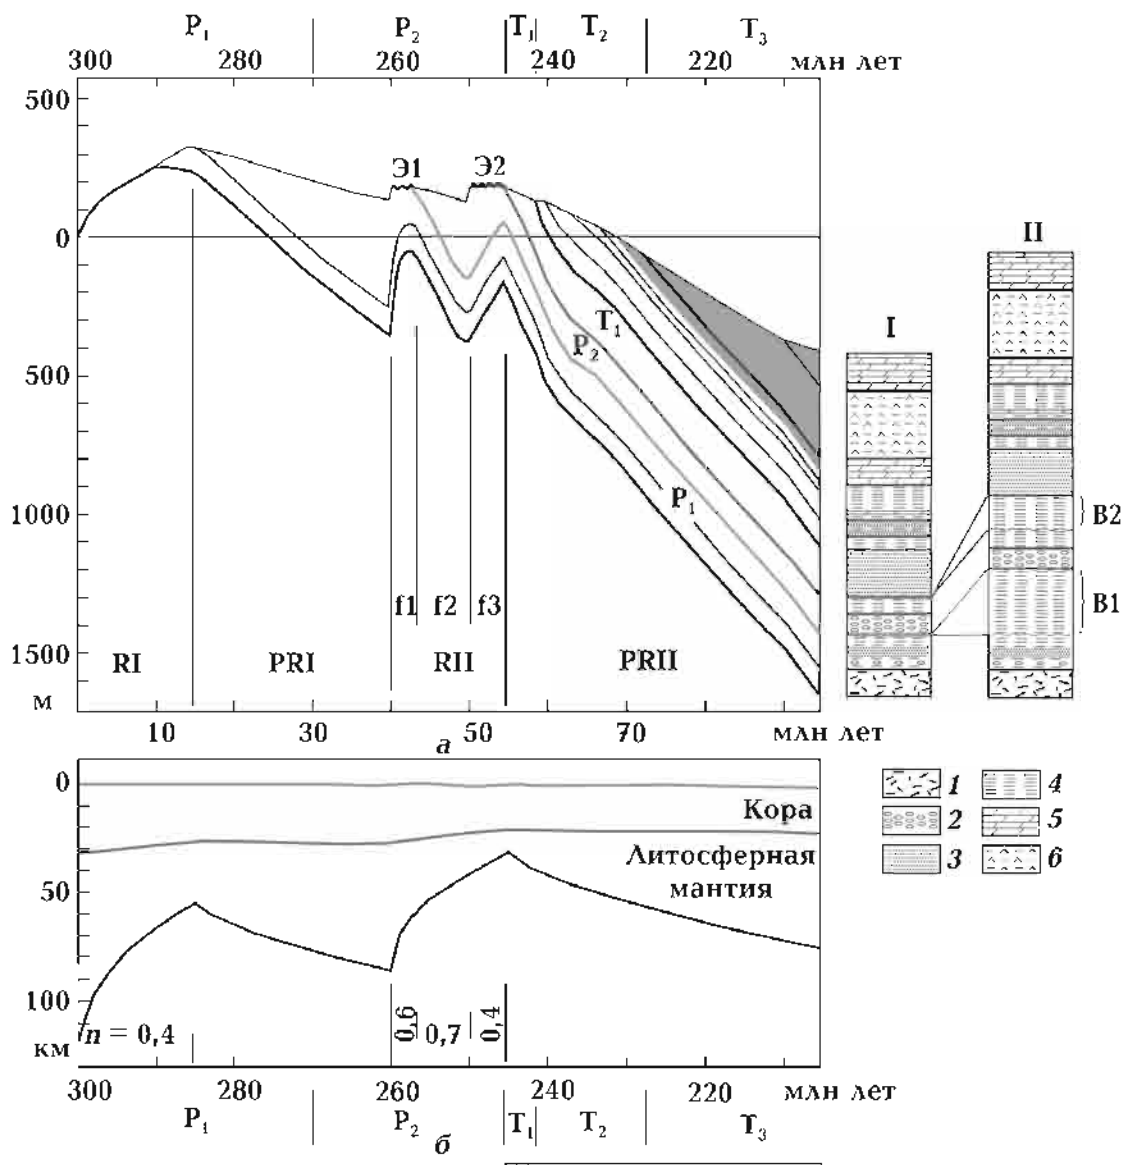 P₁ P₂ T₁ T₂ T₃
300 280 260 240 220 млн лет
500
Э1 Э2
0
II
I
T₁
P₂
500
P₁
1000
B2
B1
f1 f2 f3
1500
RI PRI RII PRII
м
10 30 50 70 млн лет
а
0
Кора
1 4
2 5
3 6
Литосферная
мантия
50
100
n = 0,4 0,6 0,7 0,4
км
300 280 260 240 220 млн лет
P₁ P₂ T₁ T₂ T₃
б